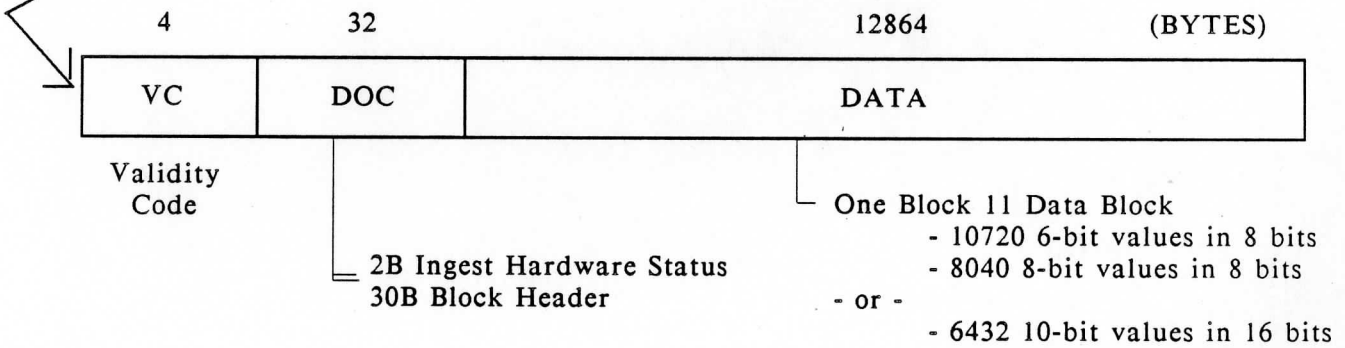 4 32 12864 (BYTES)
VC DOC DATA
Validity
Code
2B Ingest Hardware Status
30B Block Header
One Block 11 Data Block
- 10720 6-bit values in 8 bits
- 8040 8-bit values in 8 bits
- or -
- 6432 10-bit values in 16 bits